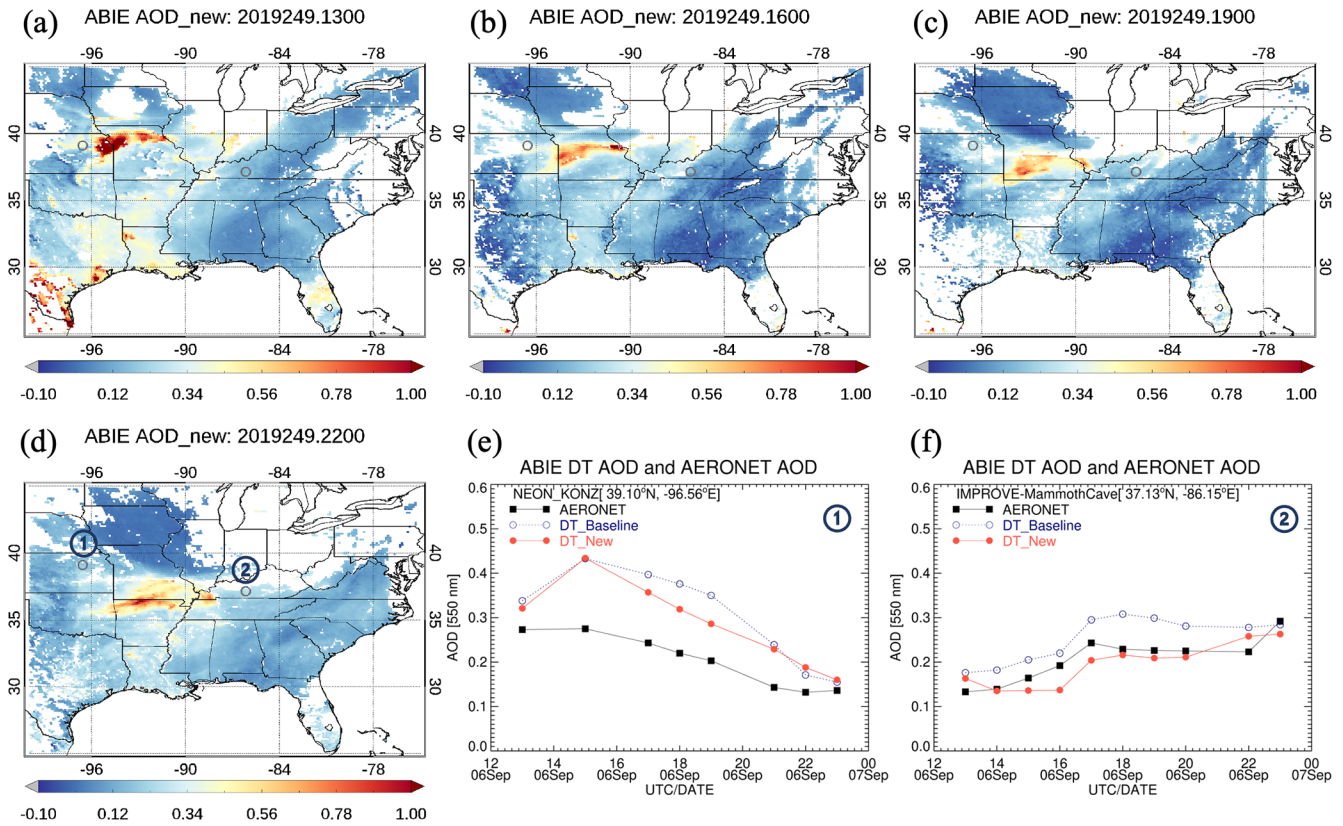 (a) ABIE AOD_new: 2019249.1300
-96 -90 -84 -78
40
35
30
-96 -90 -84 -78
-0.10 0.12 0.34 0.56 0.78 1.00
(b) ABIE AOD_new: 2019249.1600
-96 -90 -84 -78
40
35
30
-96 -90 -84 -78
-0.10 0.12 0.34 0.56 0.78 1.00
(c) ABIE AOD_new: 2019249.1900
-96 -90 -84 -78
40
35
30
-96 -90 -84 -78
-0.10 0.12 0.34 0.56 0.78 1.00
(d) ABIE AOD_new: 2019249.2200
-96 -90 -84 -78
1
2
40
35
30
-96 -90 -84 -78
-0.10 0.12 0.34 0.56 0.78 1.00
(e)
ABIE DT AOD and AERONET AOD
NEON_KONZ[ 39.10°N, -96.56°E]
AERONET
DT_Baseline
DT_New
1
AOD [550 nm]
0.6
0.5
0.4
0.3
0.2
0.1
0.0
12 14 16 18 20 22 00
06Sep 06Sep 06Sep 06Sep 06Sep 06Sep 07Sep
UTC/DATE
(f)
ABIE DT AOD and AERONET AOD
IMPROVE-MammothCave[ 37.13°N, -86.15°E]
AERONET
DT_Baseline
DT_New
2
AOD [550 nm]
0.6
0.5
0.4
0.3
0.2
0.1
0.0
12 14 16 18 20 22 00
06Sep 06Sep 06Sep 06Sep 06Sep 06Sep 07Sep
UTC/DATE